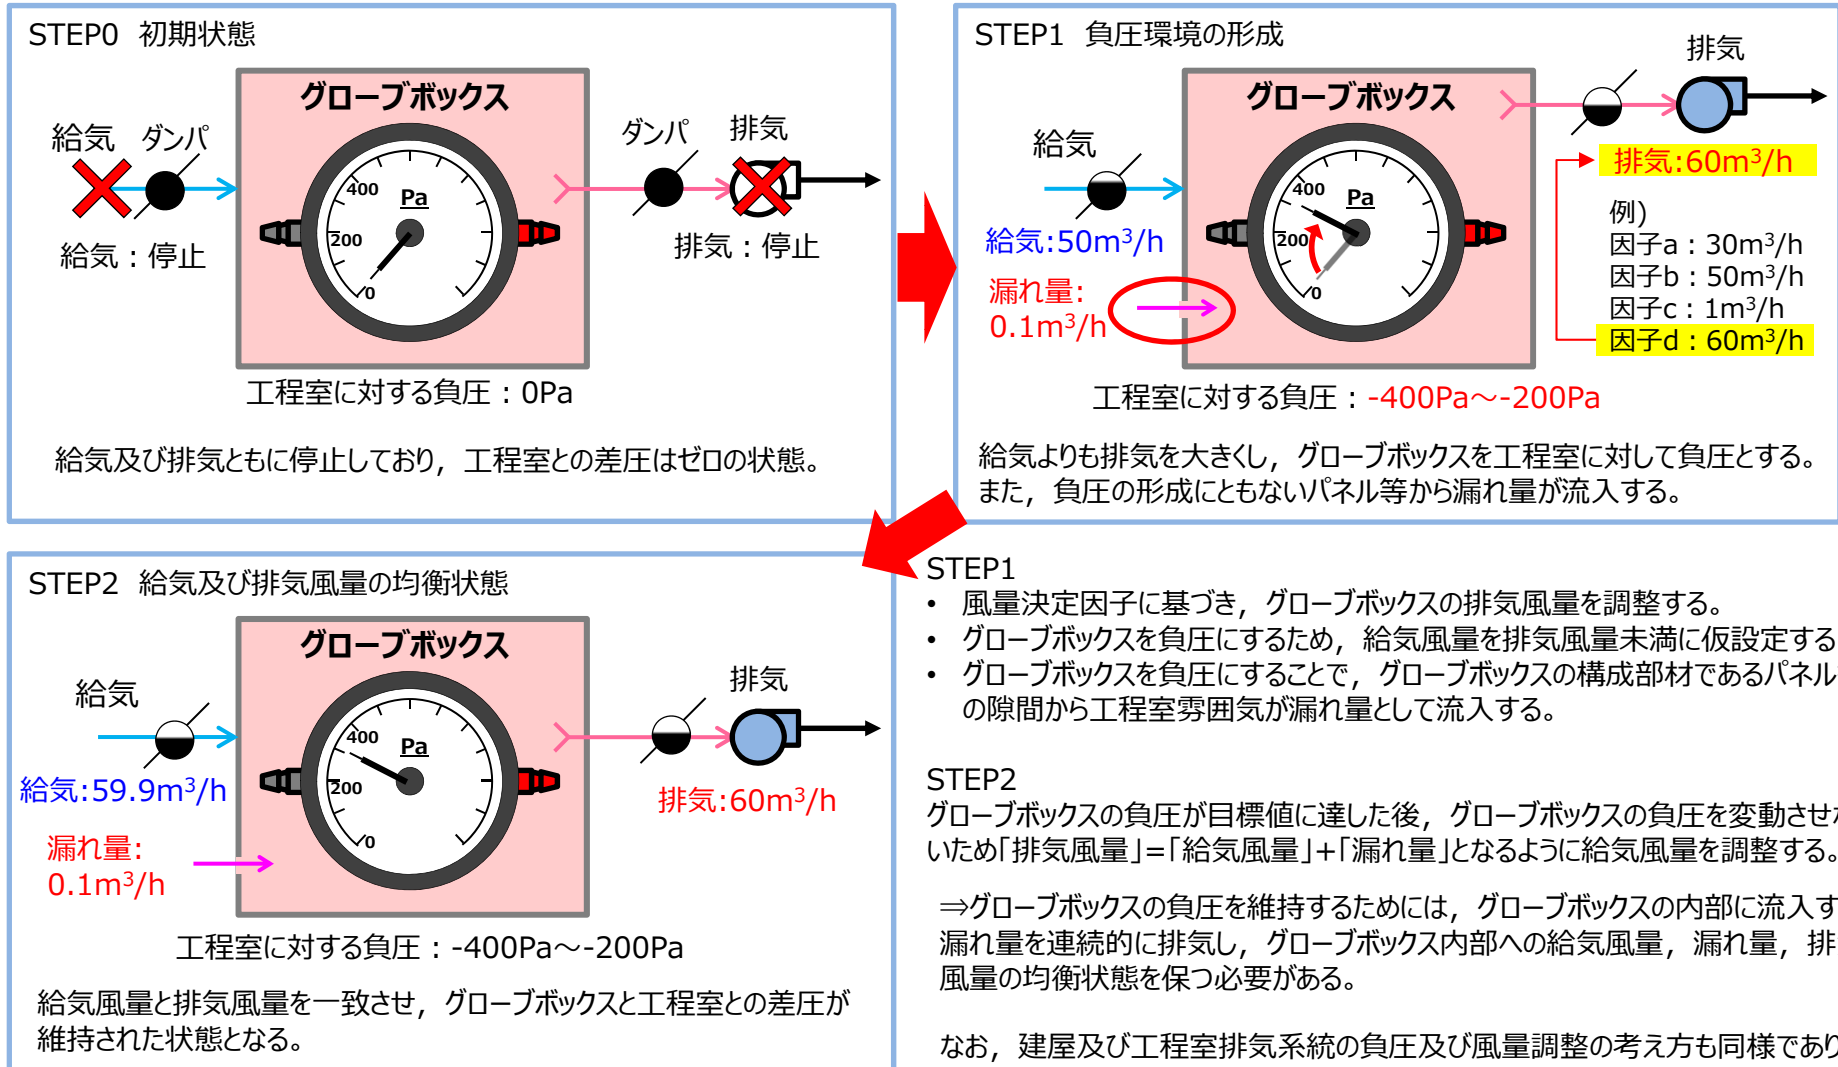 STEP0 初期状態
グローブボックス
給気 ダンパ
ダンパ 排気
400
Pa
200
0
給気：停止
排気：停止
工程室に対する負圧：0Pa
給気及び排気ともに停止しており，工程室との差圧はゼロの状態。
STEP1 負圧環境の形成
排気
グローブボックス
給気
排気:60m³/h
400
Pa
200
0
給気:50m³/h
漏れ量:
0.1m³/h
例)
因子a：30m³/h
因子b：50m³/h
因子c：1m³/h
因子d：60m³/h
工程室に対する負圧：-400Pa～-200Pa
給気よりも排気を大きくし，グローブボックスを工程室に対して負圧とする。
また，負圧の形成にともないパネル等から漏れ量が流入する。
STEP2 給気及び排気風量の均衡状態
グローブボックス
給気
排気
400
Pa
200
0
給気:59.9m³/h
排気:60m³/h
漏れ量:
0.1m³/h
工程室に対する負圧：-400Pa～-200Pa
給気風量と排気風量を一致させ，グローブボックスと工程室との差圧が
維持された状態となる。
STEP1
• 風量決定因子に基づき，グローブボックスの排気風量を調整する。
• グローブボックスを負圧にするため，給気風量を排気風量未満に仮設定する
• グローブボックスを負圧にすることで，グローブボックスの構成部材であるパネル
の隙間から工程室雰囲気が漏れ量として流入する。
STEP2
グローブボックスの負圧が目標値に達した後，グローブボックスの負圧を変動させ
いため｢排気風量｣=｢給気風量｣+｢漏れ量｣となるように給気風量を調整する。
⇒グローブボックスの負圧を維持するためには，グローブボックスの内部に流入す
漏れ量を連続的に排気し，グローブボックス内部への給気風量，漏れ量，排
風量の均衡状態を保つ必要がある。
なお，建屋及び工程室排気系統の負圧及び風量調整の考え方も同様であり